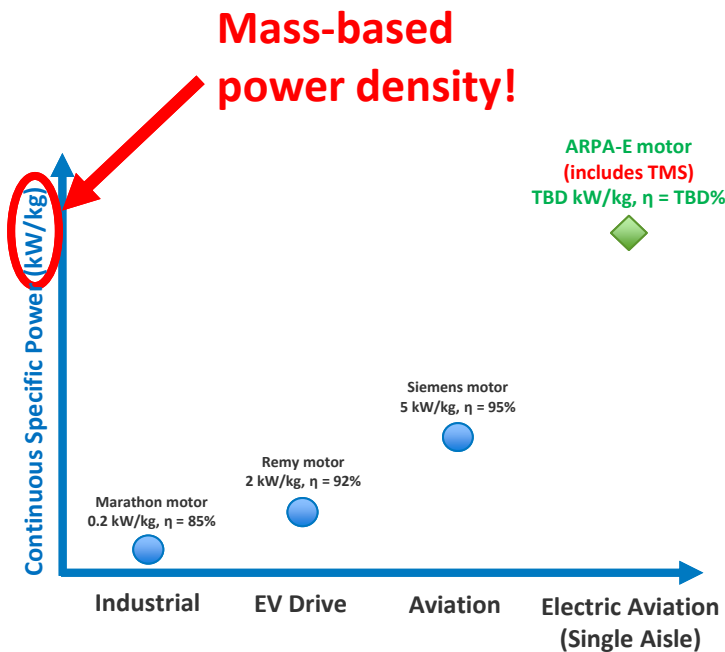 Mass-based
power density!
Continuous Specific Power (kW/kg)
ARPA-E motor
(includes TMS)
TBD kW/kg, η = TBD%
Siemens motor
5 kW/kg, η = 95%
Remy motor
2 kW/kg, η = 92%
Marathon motor
0.2 kW/kg, η = 85%
Industrial
EV Drive
Aviation
Electric Aviation
(Single Aisle)